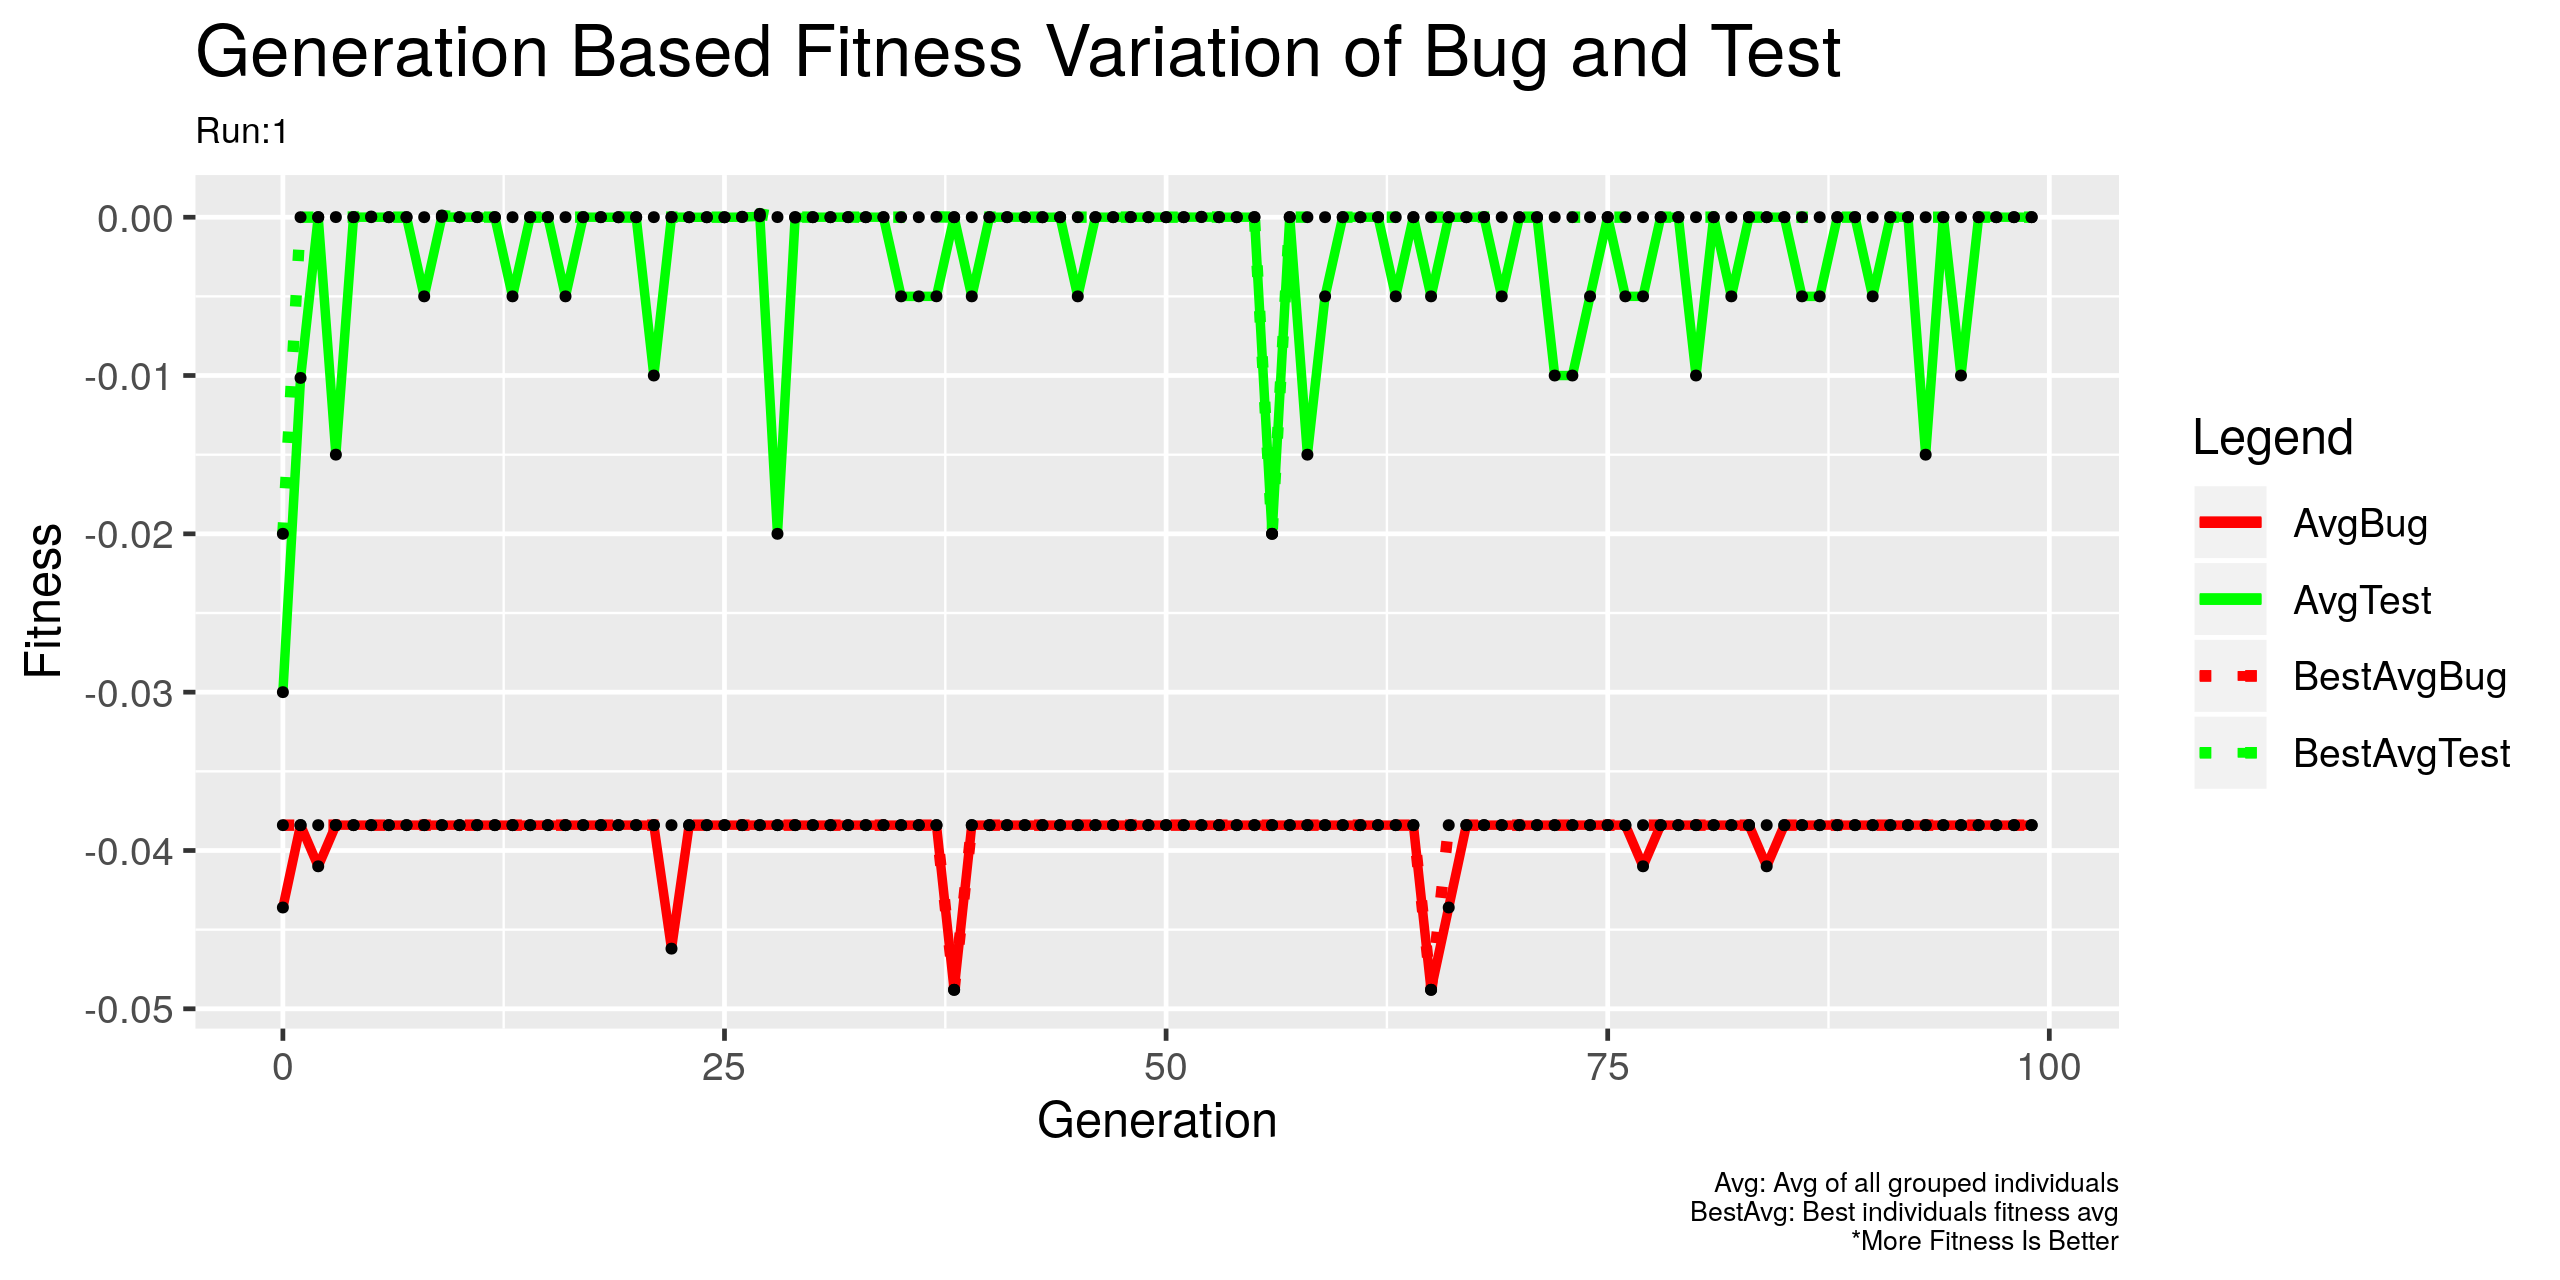 Generation Based Fitness Variation of Bug and Test
Run:1
0.00
-0.01
-0.02
-0.03
-0.04
-0.05
Fitness
0 25 50 75 100
Generation
Legend
AvgBug
AvgTest
BestAvgBug
BestAvgTest
Avg: Avg of all grouped individuals
BestAvg: Best individuals fitness avg
*More Fitness Is Better